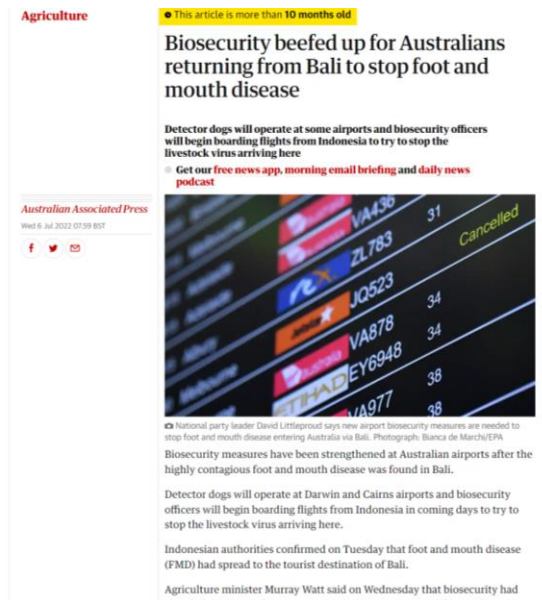 Agriculture
This article is more than 10 months old
Biosecurity beefed up for Australians
returning from Bali to stop foot and
mouth disease
Detector dogs will operate at some airports and biosecurity officers
will begin boarding flights from Indonesia to try to stop the
livestock virus arriving here
Get our free news app, morning email briefing and daily news
podcast
Australian Associated Press
Wed 6 Jul 2022 07.59 BST
VA436 31
ZL783 Cancelled
rex
JQ523 34
Jetstar
VA878 34
australia
EY6948 38
ETIHAD
VA977 38
Melbourne
National party leader David Littleproud says new airport biosecurity measures are needed to
stop foot and mouth disease entering Australia via Bali. Photograph: Bianca de Marchi/EPA
Biosecurity measures have been strengthened at Australian airports after the
highly contagious foot and mouth disease was found in Bali.
Detector dogs will operate at Darwin and Cairns airports and biosecurity
officers will begin boarding flights from Indonesia in coming days to try to
stop the livestock virus arriving here.
Indonesian authorities confirmed on Tuesday that foot and mouth disease
(FMD) had spread to the tourist destination of Bali.
Agriculture minister Murray Watt said on Wednesday that biosecurity had